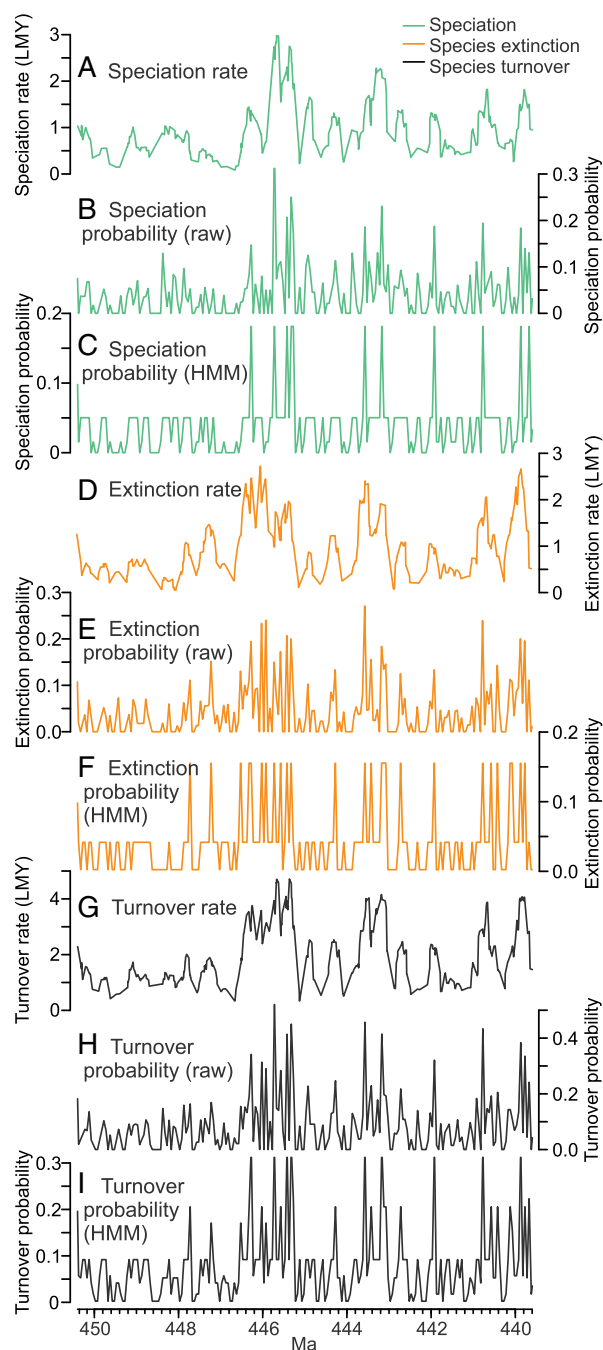 Speciation
Species extinction
Species turnover
A Speciation rate
Speciation rate (LMY)
3
2
1
0
B Speciation
probability (raw)
Speciation probability
0.3
0.2
0.1
0
C Speciation
probability (HMM)
Speciation probability
0.2
0.1
0
D Extinction rate
Extinction rate (LMY)
3
2
1
0
E Extinction
probability (raw)
Extinction probability
0.3
0.2
0.1
0.0
F Extinction
probability
(HMM)
Extinction probability
0.2
0.1
0.0
G Turnover rate
Turnover rate (LMY)
4
2
0
H Turnover
probability (raw)
Turnover probability
0.4
0.2
0.0
I Turnover
probability
(HMM)
Turnover probability
0.3
0.2
0.1
0
450 448 446 444 442 440
Ma